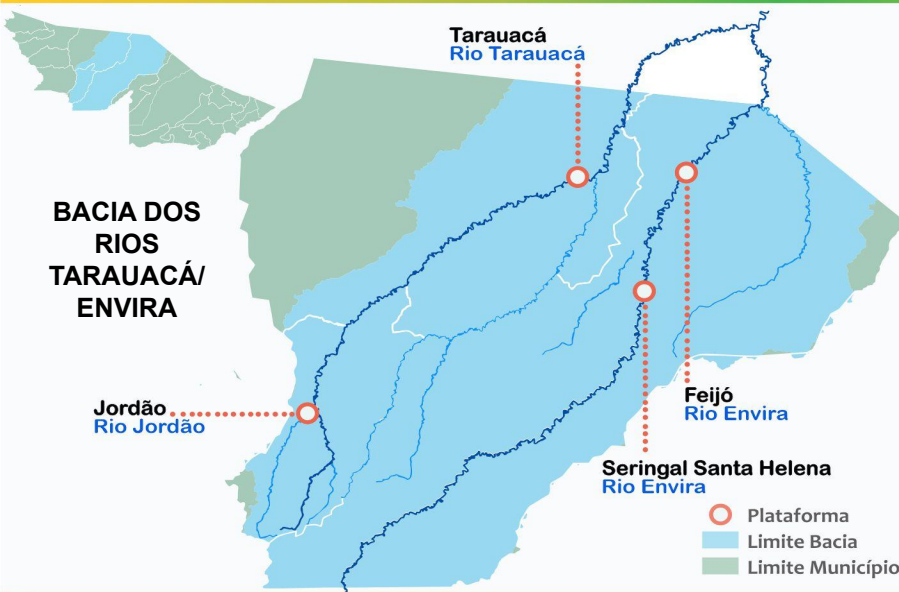 Tarauacá
Rio Tarauacá
BACIA DOS
RIOS
TARAUACÁ/
ENVIRA
Jordão
Rio Jordão
Feijó
Rio Envira
Seringal Santa Helena
Rio Envira
Plataforma
Limite Bacia
Limite Município